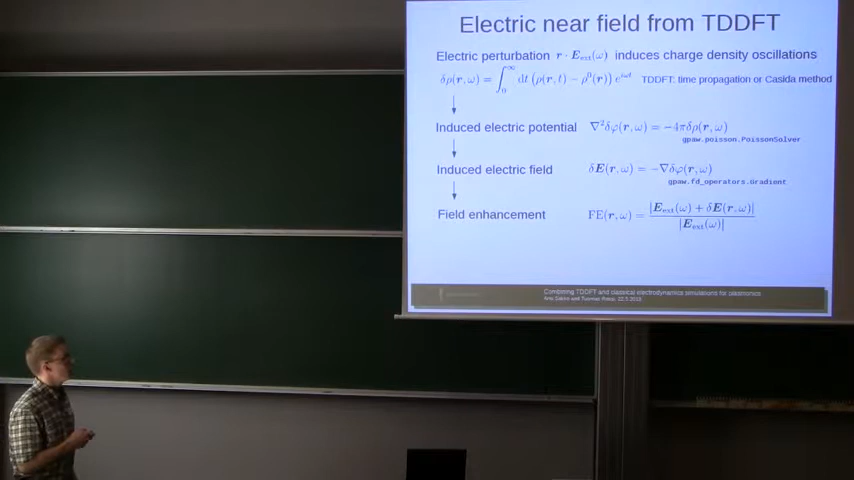 Electric near field from TDDFT
Electric perturbation r · E_ext(ω) induces charge density oscillations
δρ(r, ω) = ∫₀^∞ dt (ρ(r, t) − ρ⁰(r)) e^{iωt} TDDFT: time propagation or Casida method
Induced electric potential ∇²δφ(r, ω) = −4πδρ(r, ω)
gpaw.poisson.PoissonSolver
Induced electric field δE(r, ω) = −∇δφ(r, ω)
gpaw.fd_operators.Gradient
Field enhancement FE(r, ω) = |E_ext(ω) + δE(r, ω)| / |E_ext(ω)|
Combining TDDFT and classical electrodynamics simulations for plasmonics